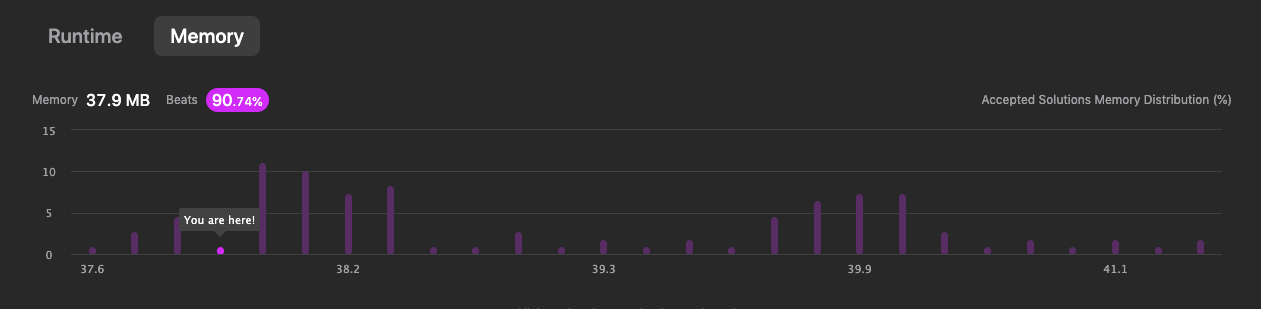 Runtime Memory
Memory 37.9 MB Beats 90.74% Accepted Solutions Memory Distribution (%)
15
10
5
You are here!
0
37.6 38.2 39.3 39.9 41.1